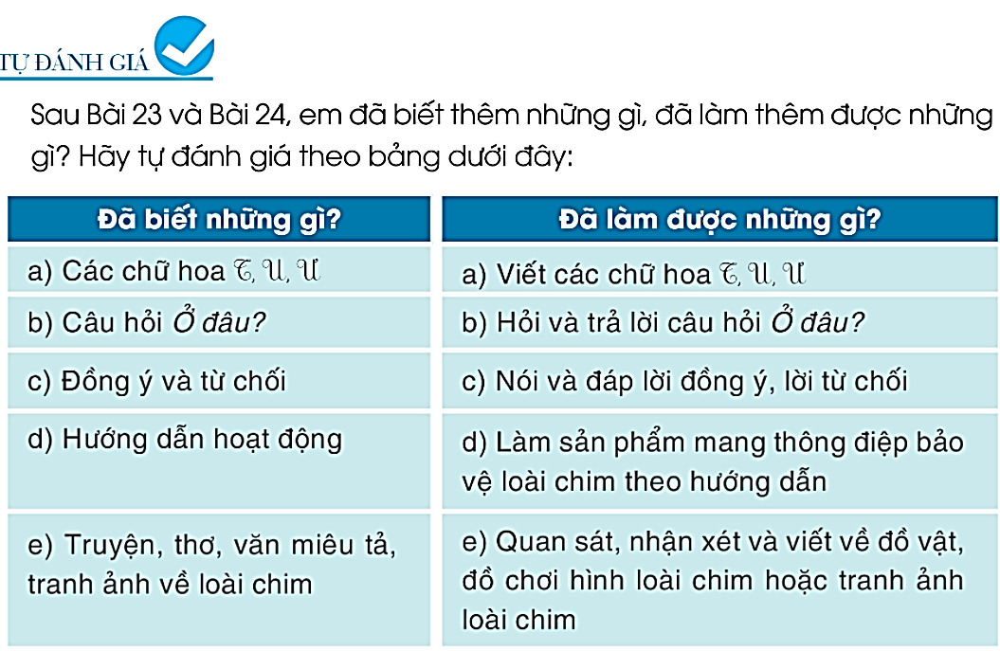 TỰ ĐÁNH GIÁ
Sau Bài 23 và Bài 24, em đã biết thêm những gì, đã làm thêm được những
gì? Hãy tự đánh giá theo bảng dưới đây:
Đã biết những gì?
Đã làm được những gì?
a) Các chữ hoa T, U, Ư
a) Viết các chữ hoa T, U, Ư
b) Câu hỏi Ở đâu?
b) Hỏi và trả lời câu hỏi Ở đâu?
c) Đồng ý và từ chối
c) Nói và đáp lời đồng ý, lời từ chối
d) Hướng dẫn hoạt động
d) Làm sản phẩm mang thông điệp bảo
vệ loài chim theo hướng dẫn
e) Truyện, thơ, văn miêu tả,
tranh ảnh về loài chim
e) Quan sát, nhận xét và viết về đồ vật,
đồ chơi hình loài chim hoặc tranh ảnh
loài chim